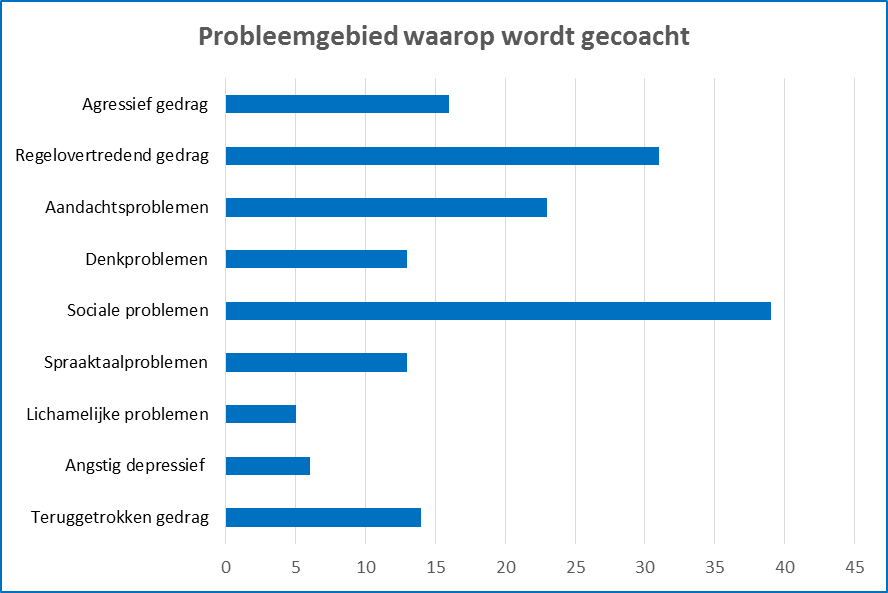 Probleemgebied waarop wordt gecoacht
Agressief gedrag
Regelovertredend gedrag
Aandachtsproblemen
Denkproblemen
Sociale problemen
Spraaktaalproblemen
Lichamelijke problemen
Angstig depressief
Teruggetrokken gedrag
0 5 10 15 20 25 30 35 40 45